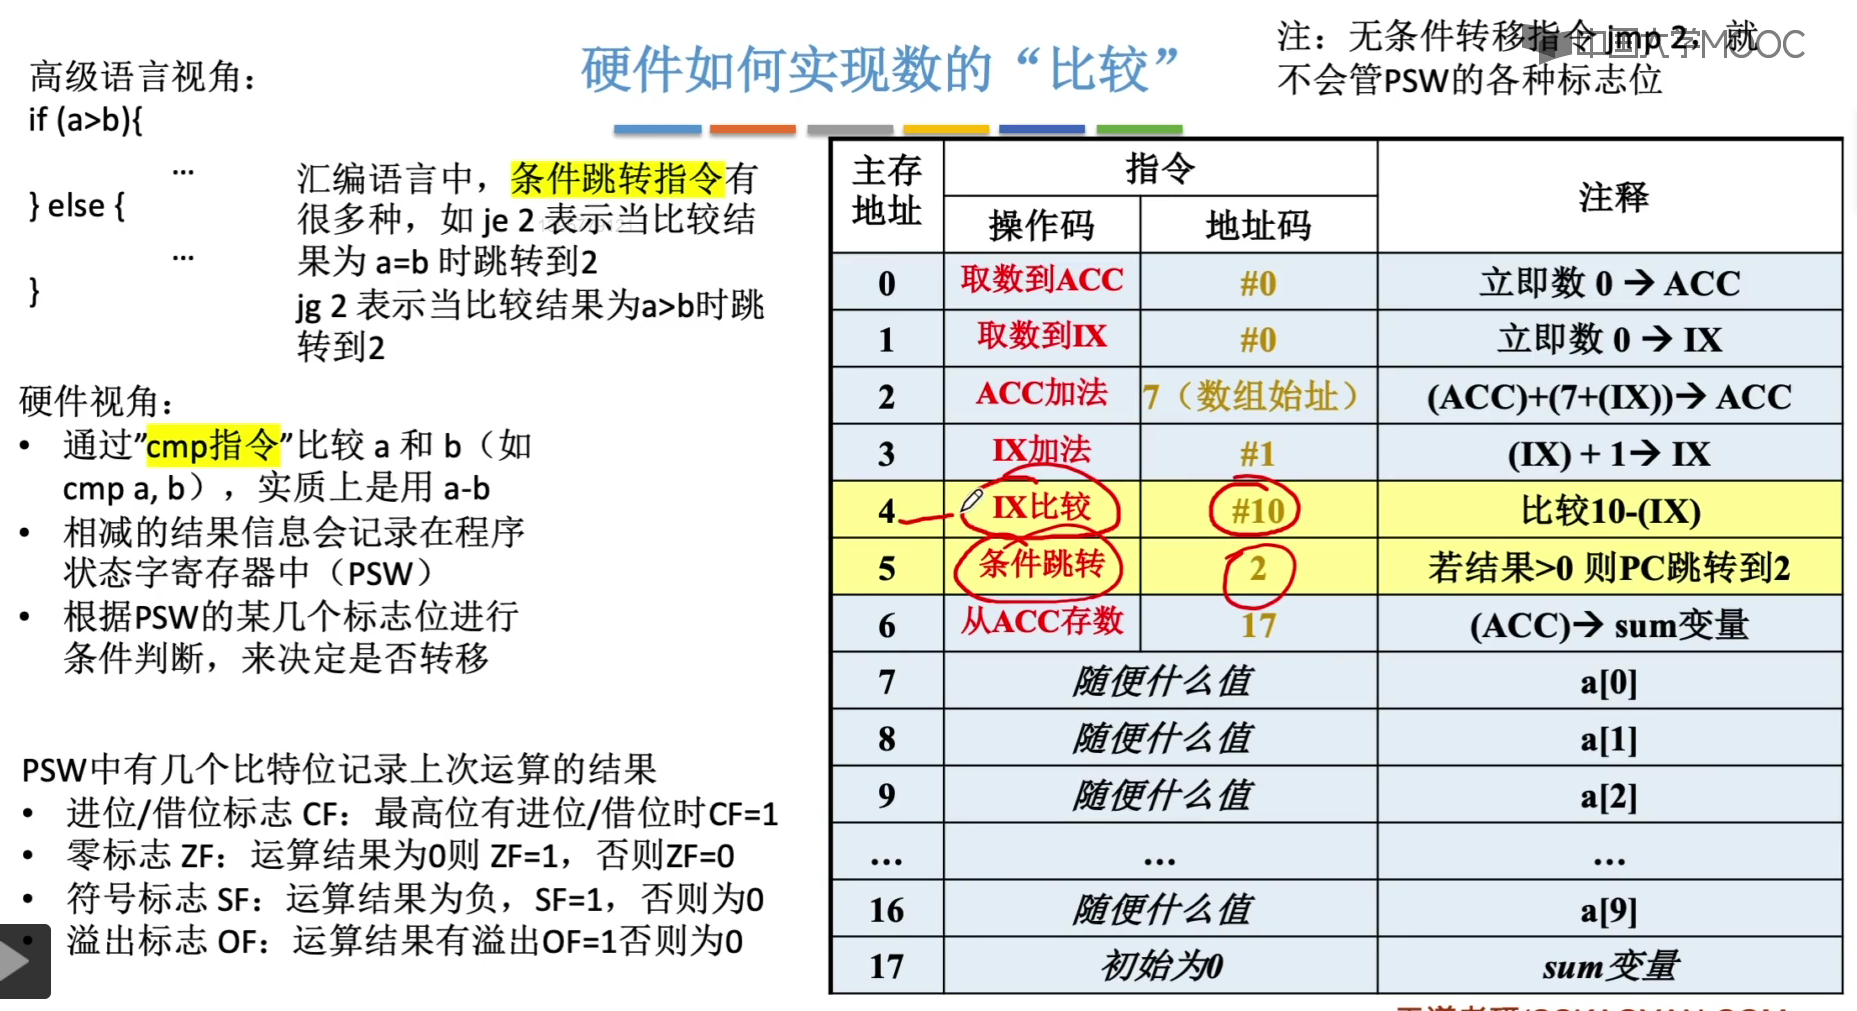 注：无条件转移指令 jmp 2，就
不会管PSW的各种标志位
中国大学MOOC
硬件如何实现数的“比较”
高级语言视角：
if (a>b){
...
} else {
...
}
汇编语言中，条件跳转指令有
很多种，如 je 2 表示当比较结
果为 a=b 时跳转到2
jg 2 表示当比较结果为a>b时跳
转到2
硬件视角：
• 通过”cmp指令”比较 a 和 b（如
cmp a, b），实质上是用 a-b
• 相减的结果信息会记录在程序
状态字寄存器中（PSW）
• 根据PSW的某几个标志位进行
条件判断，来决定是否转移
PSW中有几个比特位记录上次运算的结果
• 进位/借位标志 CF：最高位有进位/借位时CF=1
• 零标志 ZF：运算结果为0则 ZF=1，否则ZF=0
• 符号标志 SF：运算结果为负，SF=1，否则为0
• 溢出标志 OF：运算结果有溢出OF=1否则为0
主存地址 指令 注释
操作码 地址码
0 取数到ACC #0 立即数 0 → ACC
1 取数到IX #0 立即数 0 → IX
2 ACC加法 7（数组始址） (ACC)+(7+(IX))→ ACC
3 IX加法 #1 (IX) + 1→ IX
4 IX比较 #10 比较10-(IX)
5 条件跳转 2 若结果>0 则PC跳转到2
6 从ACC存数 17 (ACC)→ sum变量
7 随便什么值 a[0]
8 随便什么值 a[1]
9 随便什么值 a[2]
... ... ...
16 随便什么值 a[9]
17 初始为0 sum变量